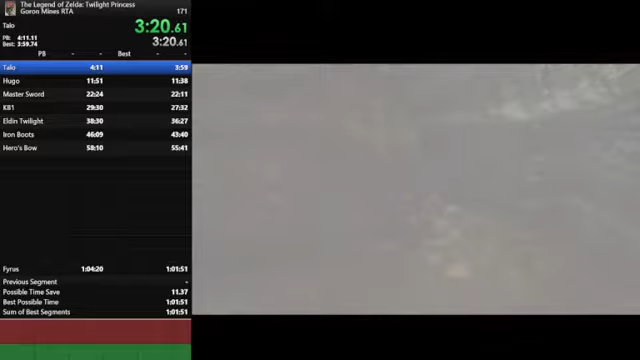 The Legend of Zelda: Twilight Princess
Goron Mines RTA
171
Talo
3:20.61
PB: 4:11.11
Best: 3:59.74
3:20.61
PB - - Best - -
Talo 4:11 3:59
Hugo 11:51 11:38
Master Sword 22:24 22:11
KB1 29:30 27:32
Eldin Twilight 38:30 36:27
Iron Boots 46:09 43:40
Hero's Bow 58:10 55:41
Fyrus 1:04:20 1:01:51
Previous Segment -
Possible Time Save 11.37
Best Possible Time 1:01:51
Sum of Best Segments 1:01:51